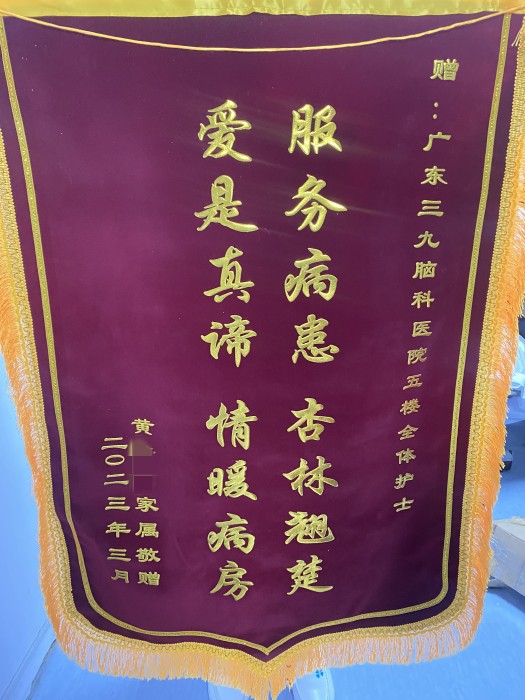 赠：广东三九脑科医院五楼全体护士
服务病患 杏林翘楚
爱是真谛 情暖病房
黄 家属敬赠
二〇二三年三月